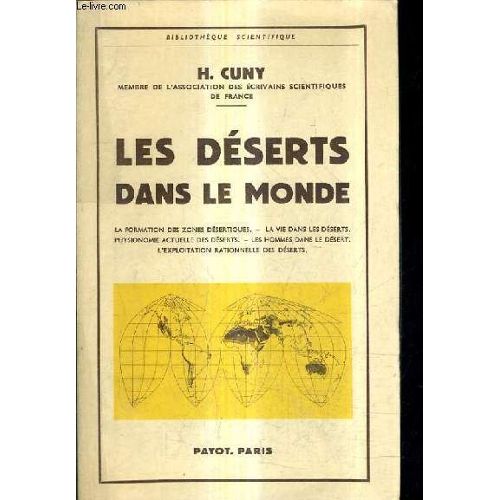 Le-livre.com
BIBLIOTHÈQUE SCIENTIFIQUE
H. CUNY
MEMBRE DE L'ASSOCIATION DES ÉCRIVAINS SCIENTIFIQUES
DE FRANCE
LES DÉSERTS
DANS LE MONDE
LA FORMATION DES ZONES DÉSERTIQUES. — LA VIE DANS LES DÉSERTS.
PHYSIONOMIE ACTUELLE DES DÉSERTS. — LES HOMMES DANS LE DÉSERT.
L'EXPLOITATION RATIONNELLE DES DÉSERTS.
PAYOT, PARIS